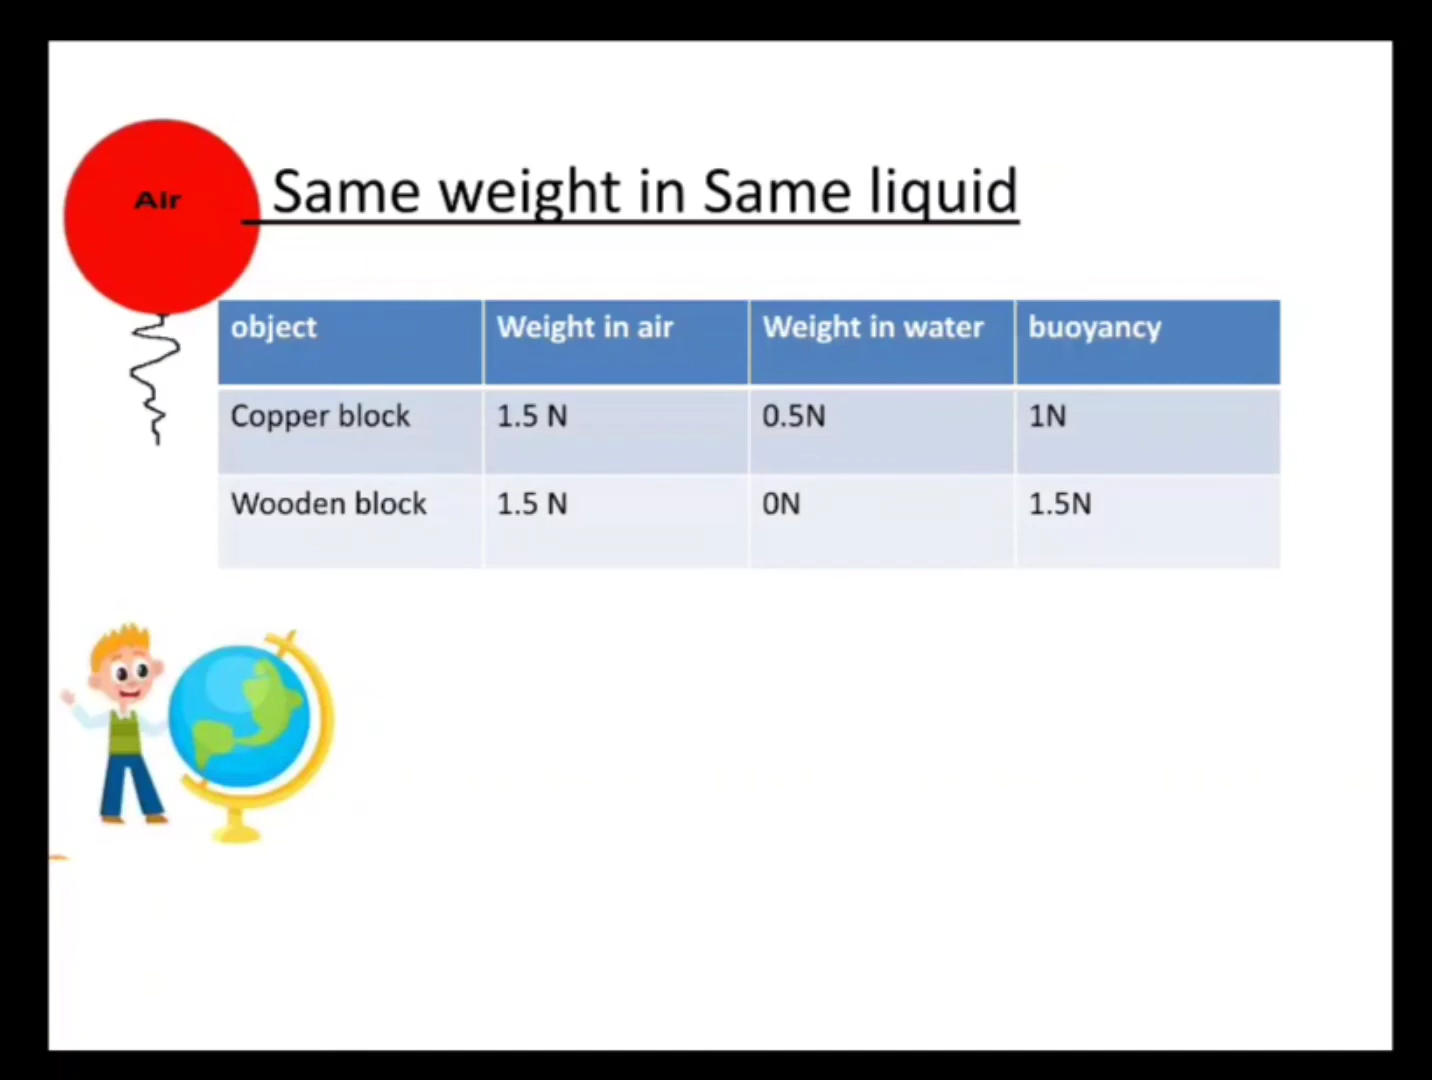 Air
Same weight in Same liquid
object Weight in air Weight in water buoyancy
Copper block 1.5 N 0.5N 1N
Wooden block 1.5 N 0N 1.5N